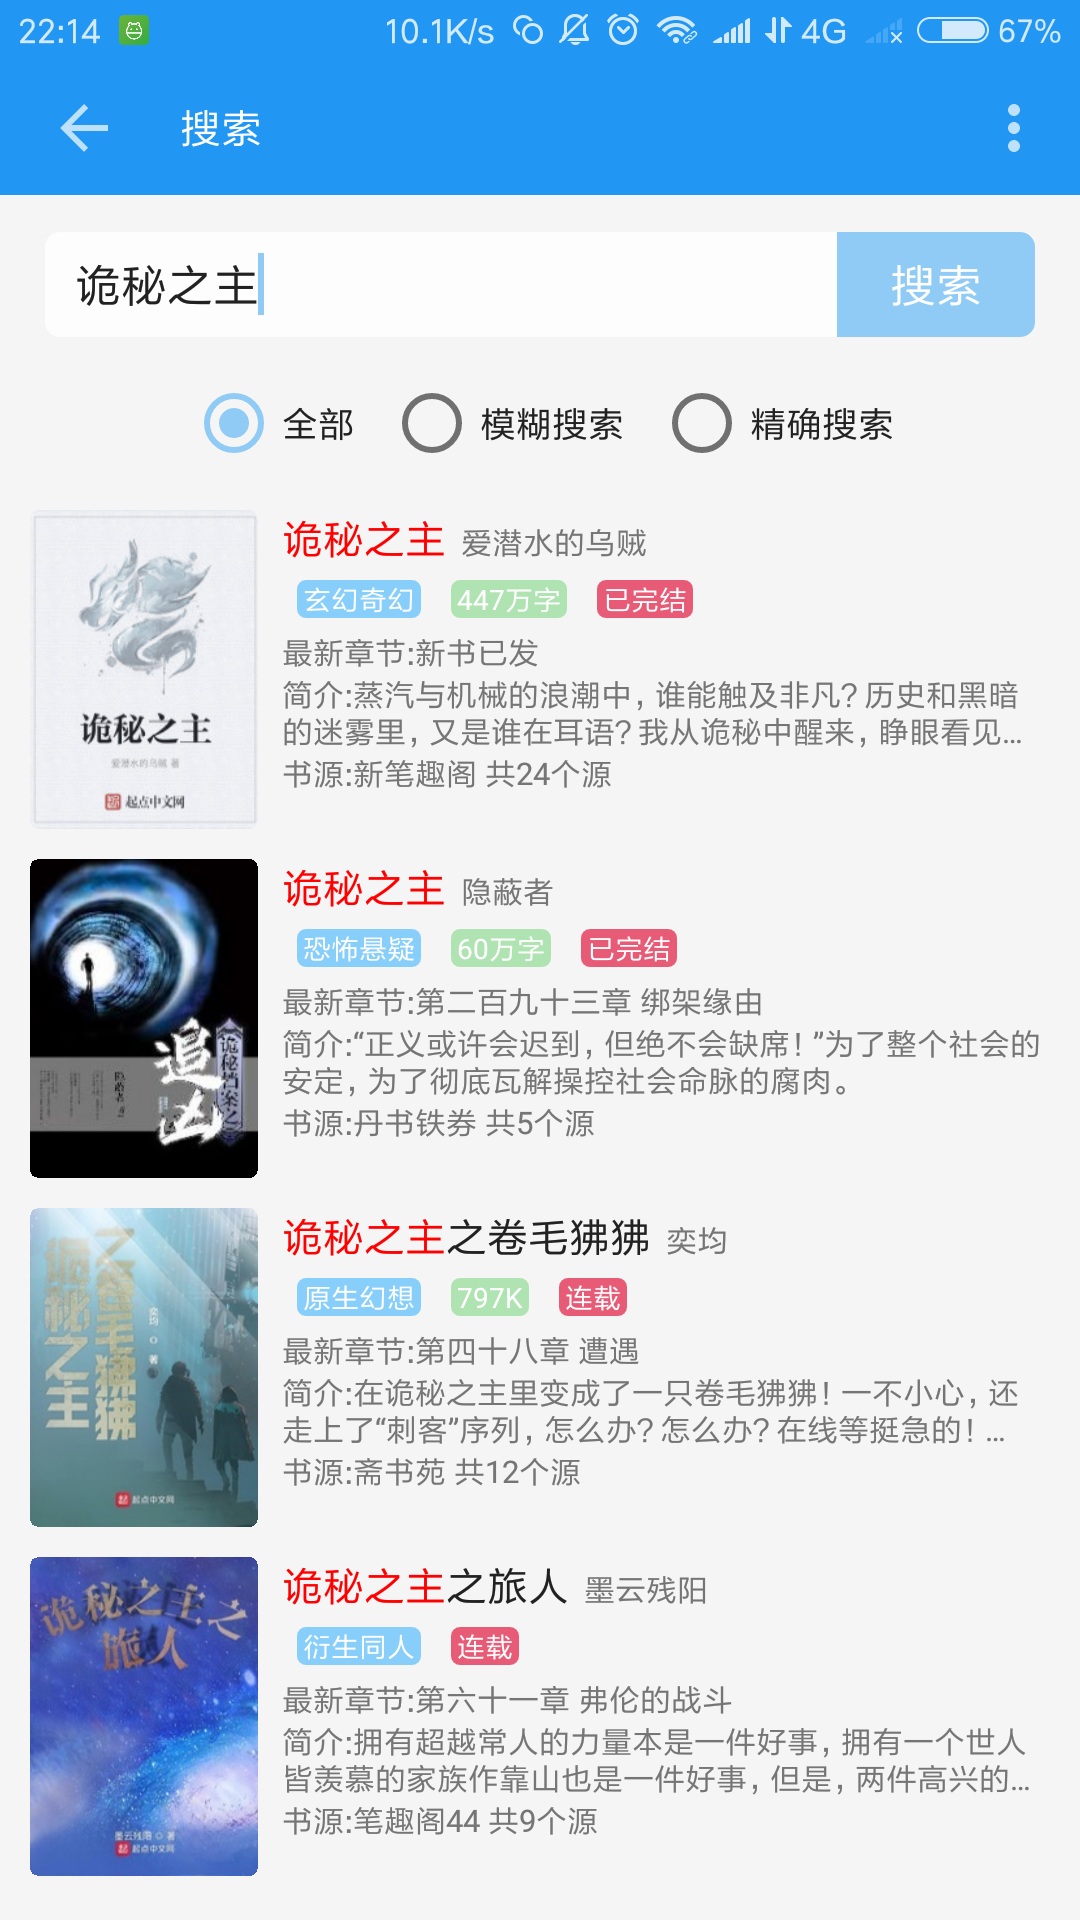 22:14 10.1K/s 4G 67%
搜索
诡秘之主 搜索
全部 模糊搜索 精确搜索
诡秘之主 爱潜水的乌贼
玄幻奇幻 447万字 已完结
最新章节:新书已发
简介:蒸汽与机械的浪潮中，谁能触及非凡？历史和黑暗
的迷雾里，又是谁在耳语？我从诡秘中醒来，睁眼看见…
书源:新笔趣阁 共24个源
诡秘之主
爱潜水的乌贼 著
起点中文网
诡秘之主 隐蔽者
恐怖悬疑 60万字 已完结
最新章节:第二百九十三章 绑架缘由
简介:“正义或许会迟到，但绝不会缺席！”为了整个社会的
安定，为了彻底瓦解操控社会命脉的腐肉。
书源:丹书铁券 共5个源
诡秘档案之
追凶
隐蔽者
诡秘之主之卷毛狒狒 奕均
原生幻想 797K 连载
最新章节:第四十八章 遭遇
简介:在诡秘之主里变成了一只卷毛狒狒！一不小心，还
走上了“刺客”序列，怎么办？怎么办？在线等挺急的！…
书源:斋书苑 共12个源
诡秘之主
之卷毛狒狒
奕均 著
起点中文网
诡秘之主之旅人 墨云残阳
衍生同人 连载
最新章节:第六十一章 弗伦的战斗
简介:拥有超越常人的力量本是一件好事，拥有一个世人
皆羡慕的家族作靠山也是一件好事，但是，两件高兴的…
书源:笔趣阁44 共9个源
诡秘之主之
旅人
墨云残阳 著
起点中文网